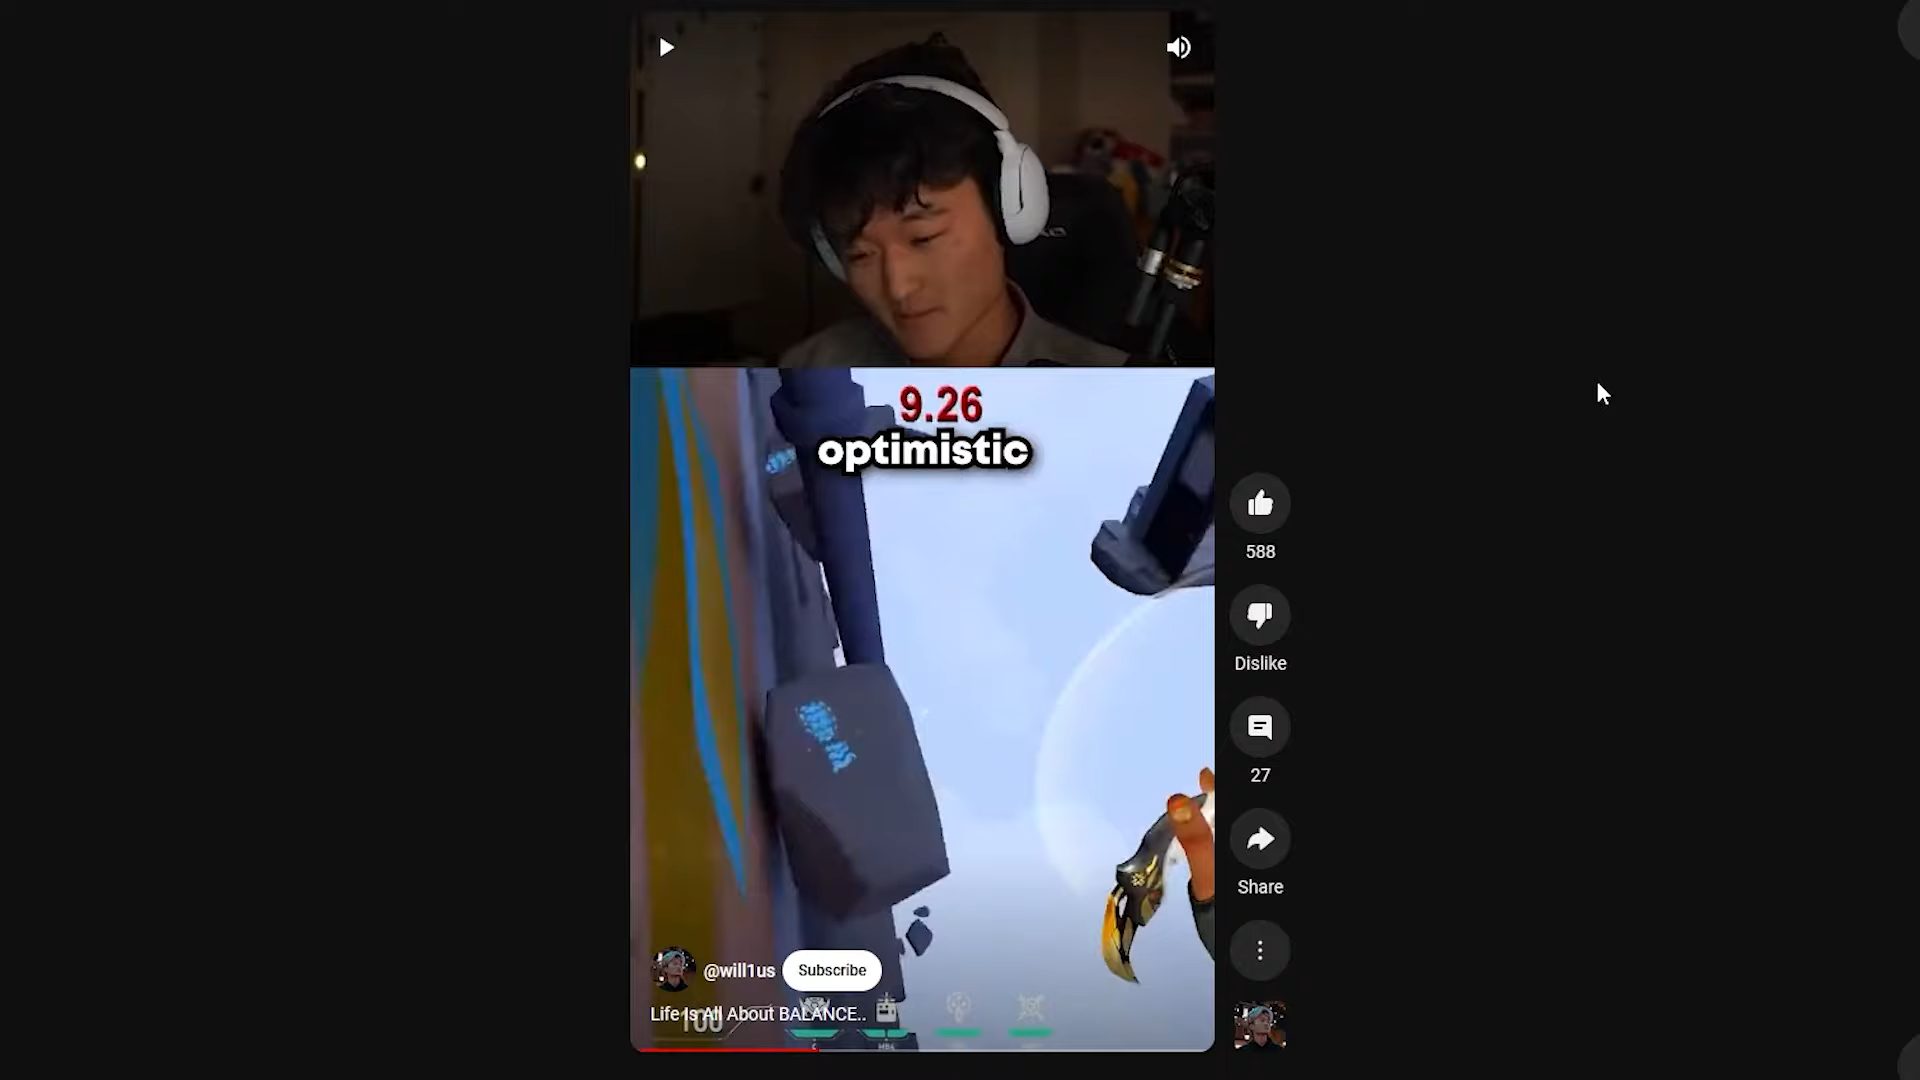 9.26
optimistic
588
Dislike
27
Share
@will1us
Subscribe
Life Is All About BALANCE..
100
C